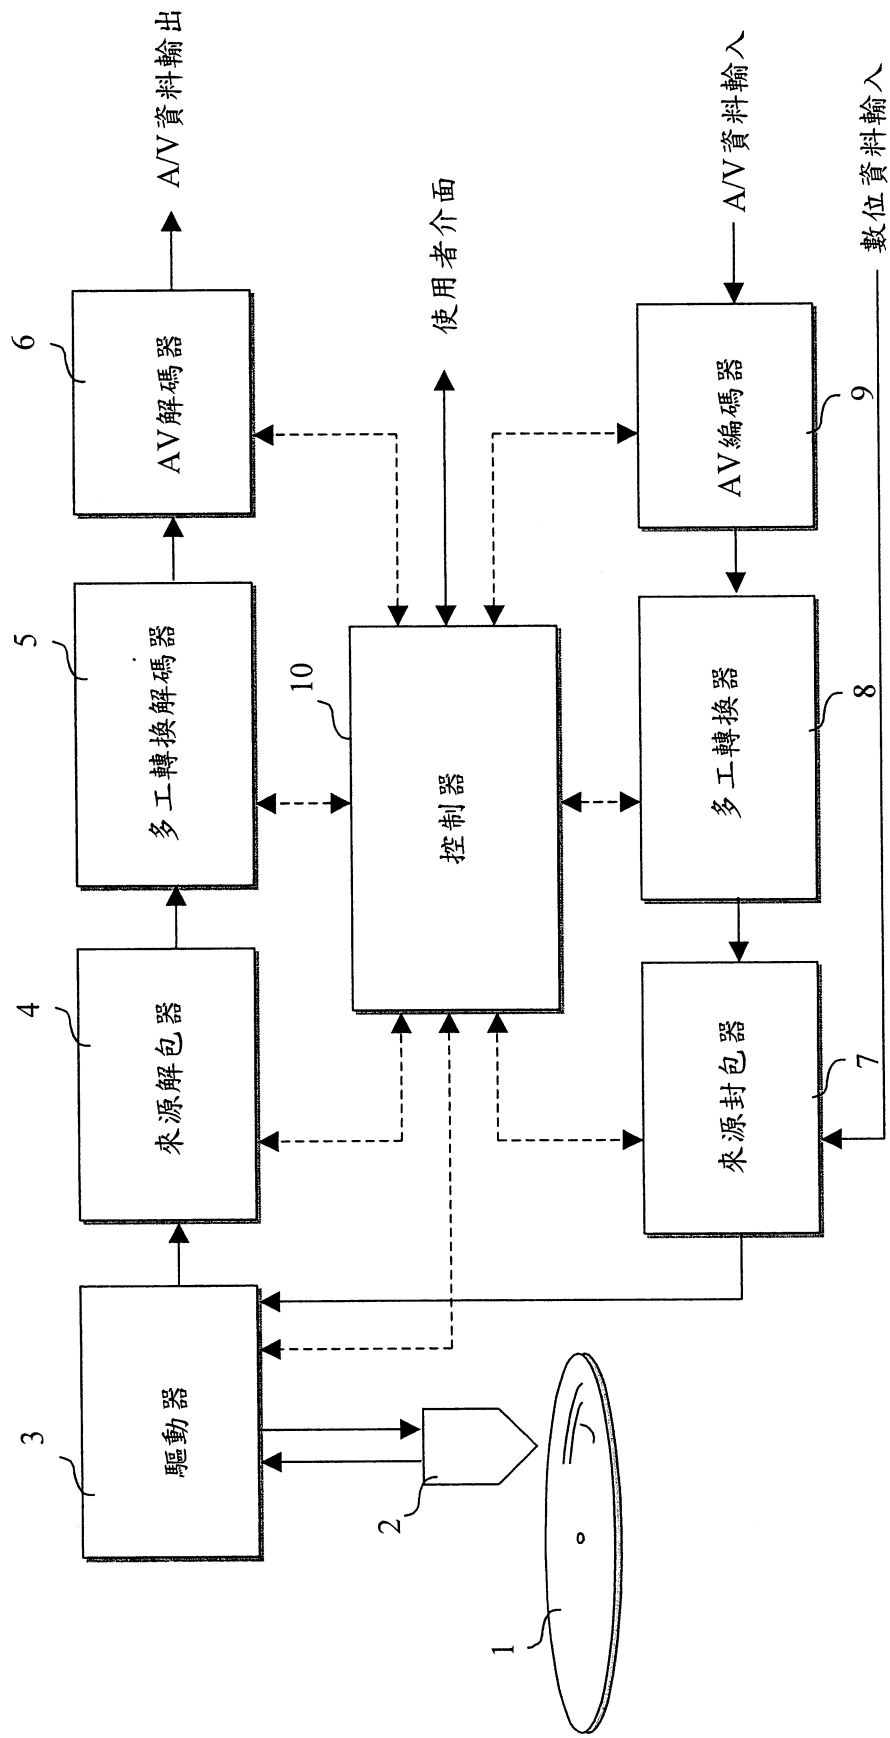 3
驅動器
4
來源解包器
5
多工轉換解碼器
6
AV解碼器
A/V資料輸出
2
10
控制器
使用者介面
1
來源封包器
7
多工轉換器
8
AV編碼器
9
A/V資料輸入
數位資料輸入